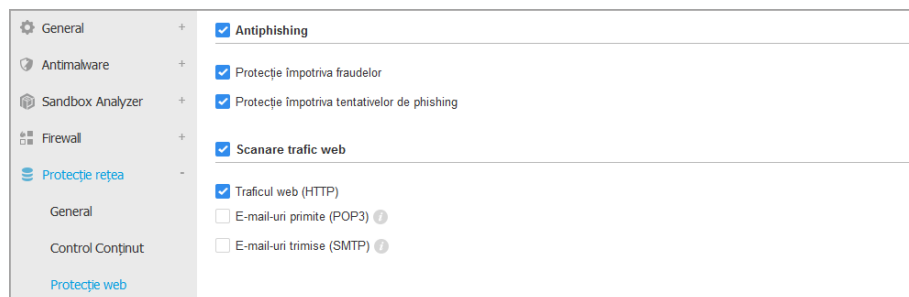 General +
Antimalware +
Sandbox Analyzer +
Firewall +
Protecție rețea -
General
Control Conținut
Protecție web
Antiphishing
Protecție împotriva fraudelor
Protecție împotriva tentativelor de phishing
Scanare trafic web
Traficul web (HTTP)
E-mail-uri primite (POP3) i
E-mail-uri trimise (SMTP) i